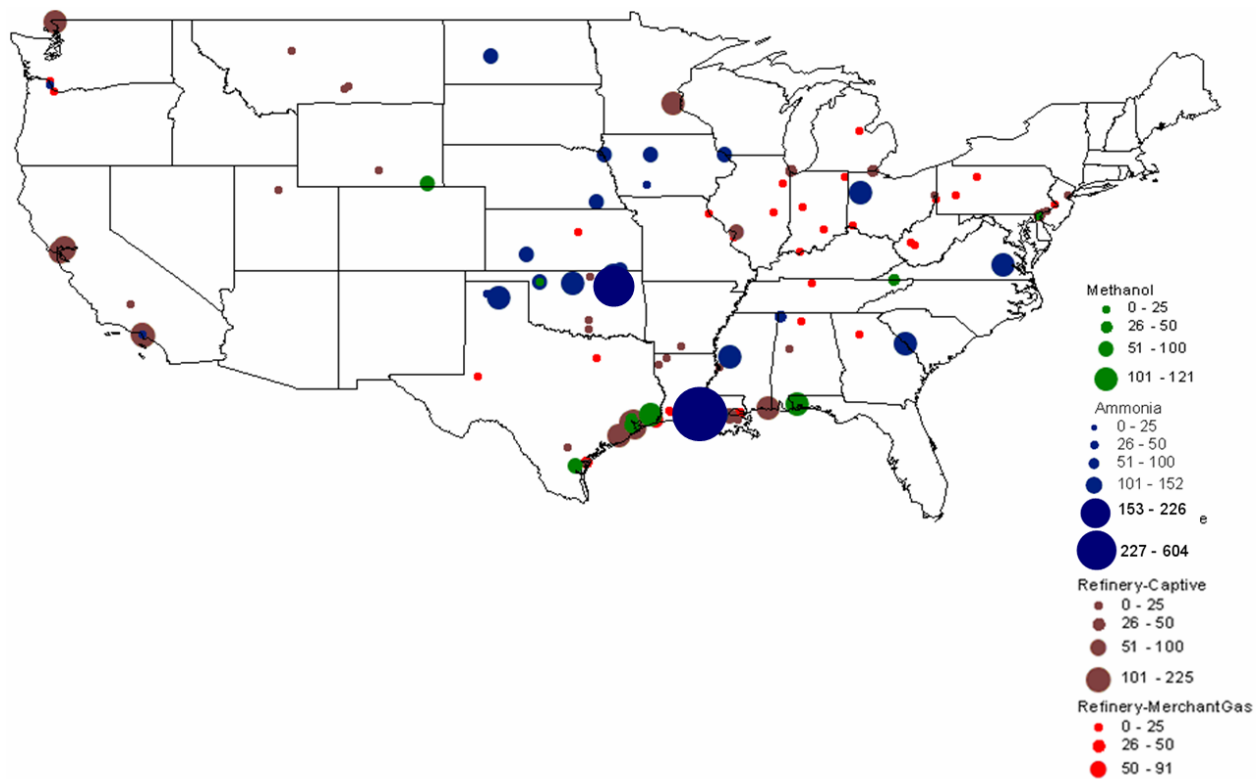 Methanol
0 - 25
26 - 50
51 - 100
101 - 121
Ammonia
0 - 25
26 - 50
51 - 100
101 - 152
153 - 226
e
227 - 604
Refinery-Captive
0 - 25
26 - 50
51 - 100
101 - 225
Refinery-MerchantGas
0 - 25
26 - 50
50 - 91